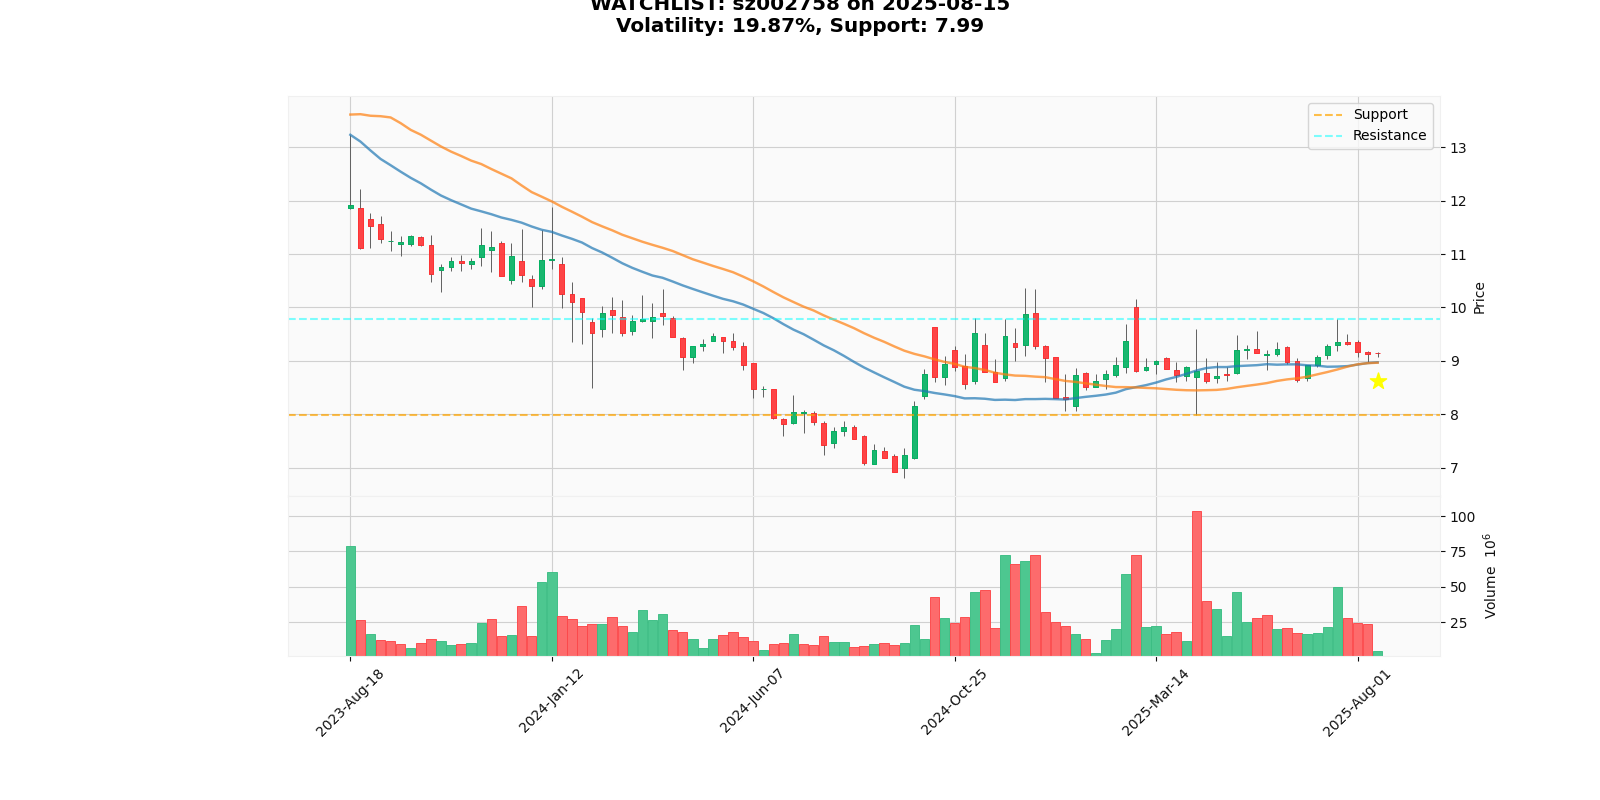 WATCHLIST: sz002758 on 2025-08-15
Volatility: 19.87%, Support: 7.99
Support
Resistance
13
12
11
10
9
8
7
Price
100
75
50
25
Volume 10^6
2023-Aug-18
2024-Jan-12
2024-Jun-07
2024-Oct-25
2025-Mar-14
2025-Aug-01